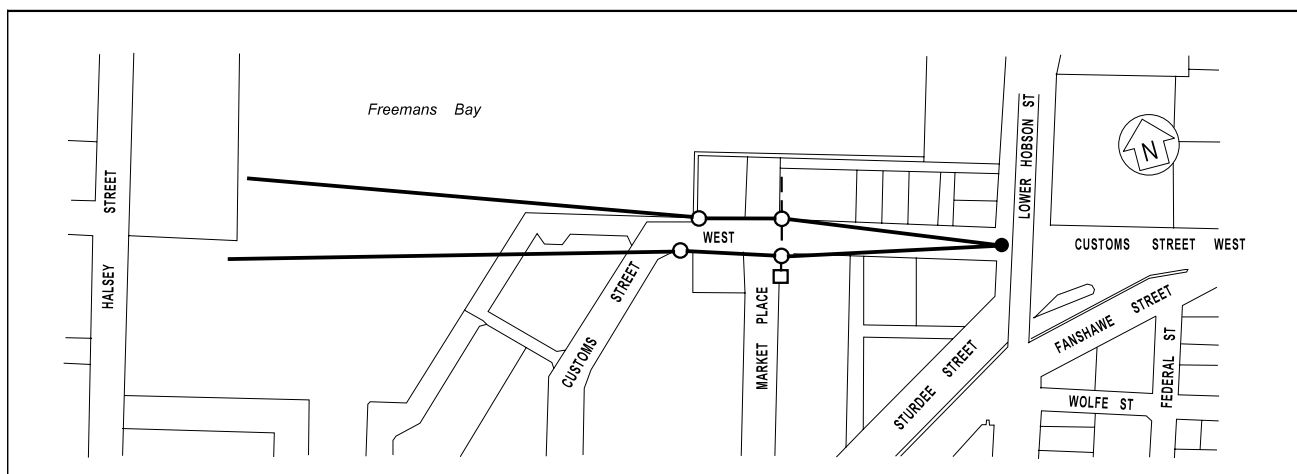 Freemans Bay
N
HALSEY STREET
LOWER HOBSON ST
WEST
CUSTOMS STREET WEST
CUSTOMS STREET
MARKET PLACE
STURDEE STREET
FANSHAWE STREET
FEDERAL ST
WOLFE ST